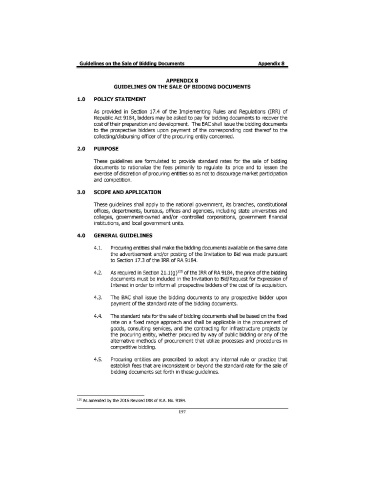 Guidelines on the Sale of Bidding Documents Appendix 8
APPENDIX 8
GUIDELINES ON THE SALE OF BIDDING DOCUMENTS
1.0 POLICY STATEMENT
As provided in Section 17.4 of the Implementing Rules and Regulations (IRR) of
Republic Act 9184, bidders may be asked to pay for bidding documents to recover the
cost of their preparation and development. The BAC shall issue the bidding documents
to the prospective bidders upon payment of the corresponding cost thereof to the
collecting/disbursing officer of the procuring entity concerned.
2.0 PURPOSE
These guidelines are formulated to provide standard rates for the sale of bidding
documents to rationalize the fees primarily to regulate its price and to lessen the
exercise of discretion of procuring entities so as not to discourage market participation
and competition.
3.0 SCOPE AND APPLICATION
These guidelines shall apply to the national government, its branches, constitutional
offices, departments, bureaus, offices and agencies, including state universities and
colleges, government-owned and/or -controlled corporations, government financial
institutions, and local government units.
4.0 GENERAL GUIDELINES
4.1. Procuring entities shall make the bidding documents available on the same date
the advertisement and/or posting of the Invitation to Bid was made pursuant
to Section 17.3 of the IRR of RA 9184.
4.2. As required in Section 21.1(g) of the IRR of RA 9184, the price of the bidding
documents must be included in the Invitation to Bid/Request for Expression of
Interest in order to inform all prospective bidders of the cost of its acquisition.
4.3. The BAC shall issue the bidding documents to any prospective bidder upon
payment of the standard rate of the bidding documents.
4.4. The standard rate for the sale of bidding documents shall be based on the fixed
rate on a fixed range approach and shall be applicable in the procurement of
goods, consulting services, and the contracting for infrastructure projects by
the procuring entity, whether procured by way of public bidding or any of the
alternative methods of procurement that utilize processes and procedures in
competitive bidding.
4.5. Procuring entities are proscribed to adopt any internal rule or practice that
establish fees that are inconsistent or beyond the standard rate for the sale of
bidding documents set forth in these guidelines.
As amended by the 2016 Revised IRR of R.A. No. 9184.